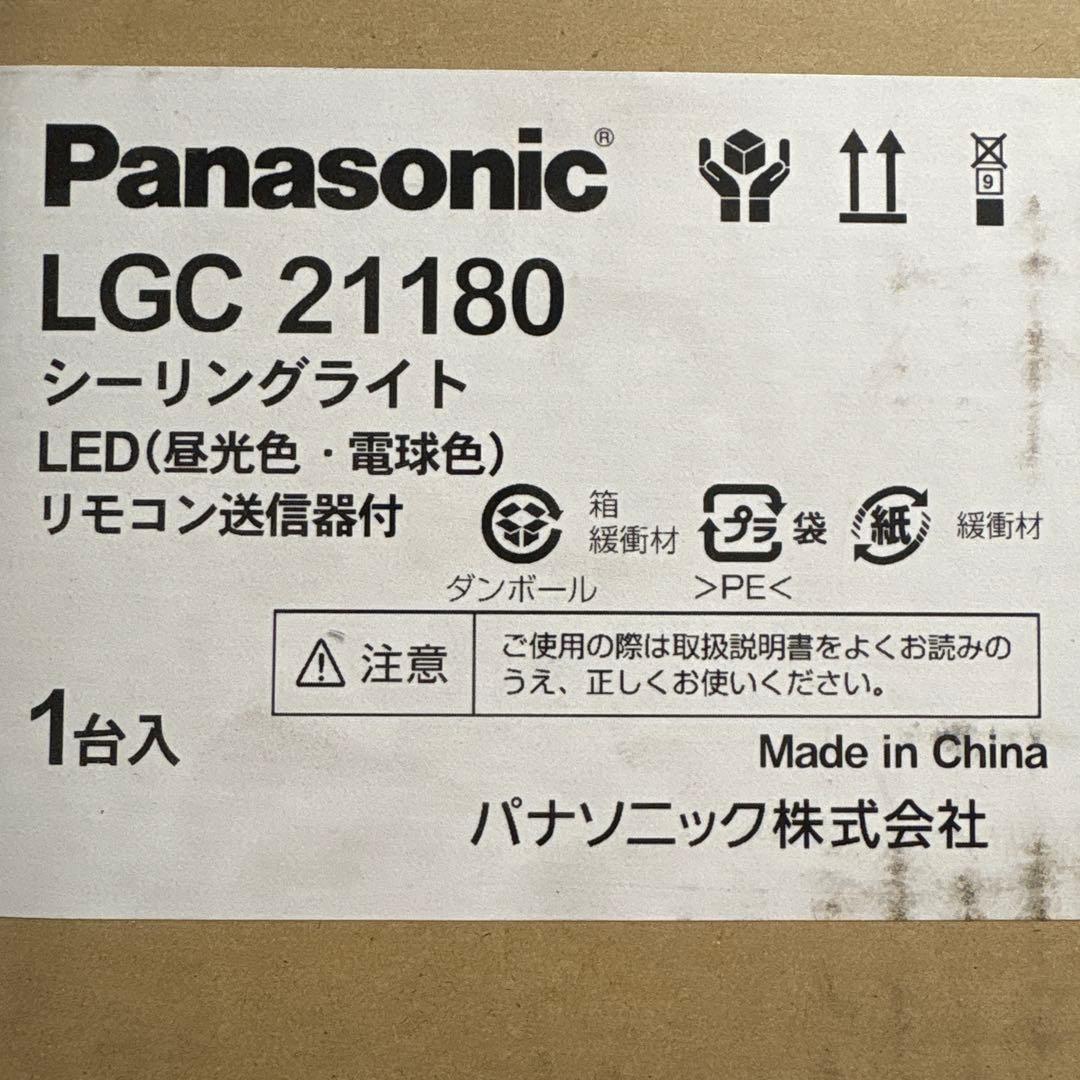 Panasonic®
9
LGC 21180
シーリングライト
LED(昼光色・電球色)
リモコン送信器付
箱
緩衝材
ダンボール
プラ 袋
>PE<
紙 緩衝材
注意
ご使用の際は取扱説明書をよくお読みの
うえ、正しくお使いください。
1台入
Made in China
パナソニック株式会社